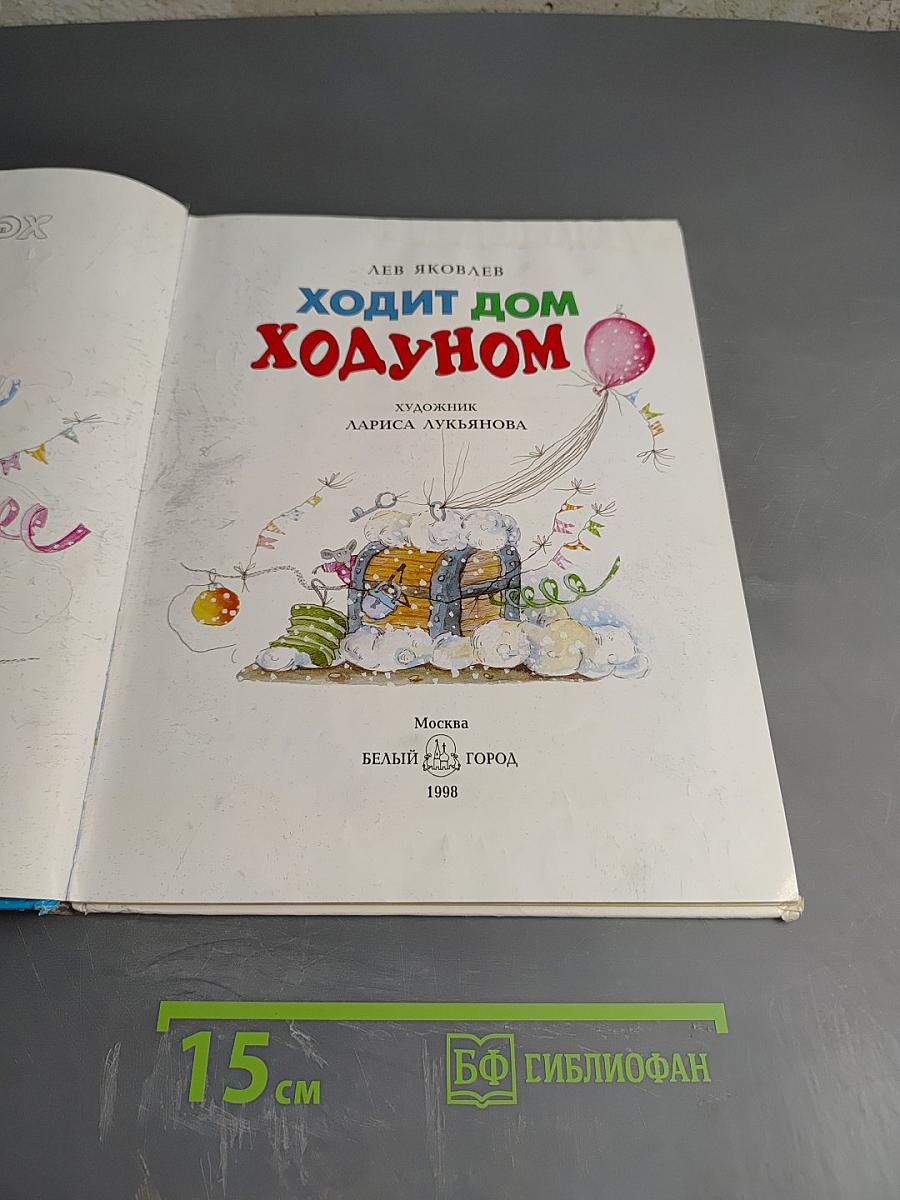 ЛЕВ ЯКОВЛЕВ
ХОДИТ ДОМ
ХОДУНОМ
ХУДОЖНИК
ЛАРИСА ЛУКЬЯНОВА
Москва
БЕЛЫЙ ГОРОД
1998
15 см
БФ БИБЛИОФАН